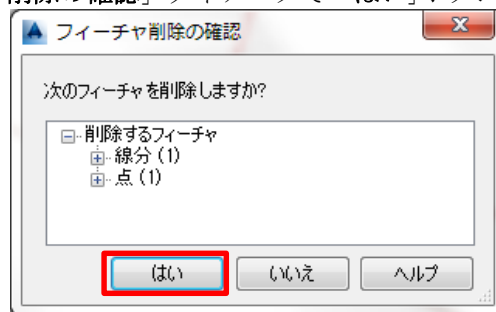 フィーチャ削除の確認
次のフィーチャを削除しますか?
削除するフィーチャ
線分 (1)
点 (1)
はい いいえ ヘルプ